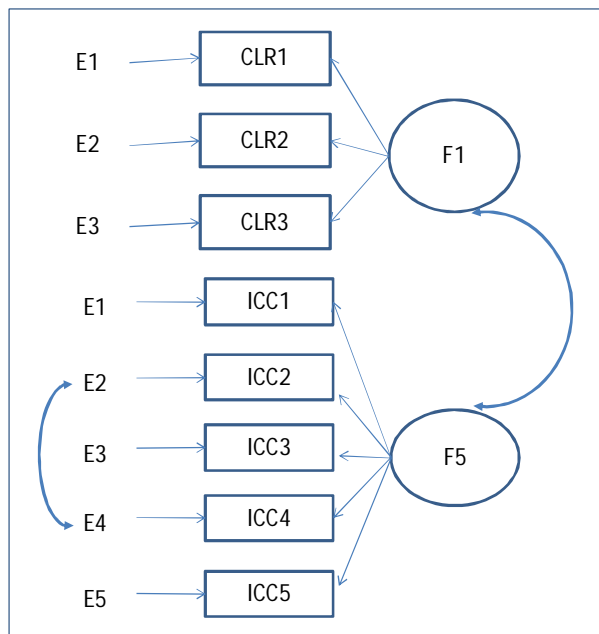 E1 CLR1
E2 CLR2
F1
E3 CLR3
E1 ICC1
E2 ICC2
E3 ICC3
F5
E4 ICC4
E5 ICC5